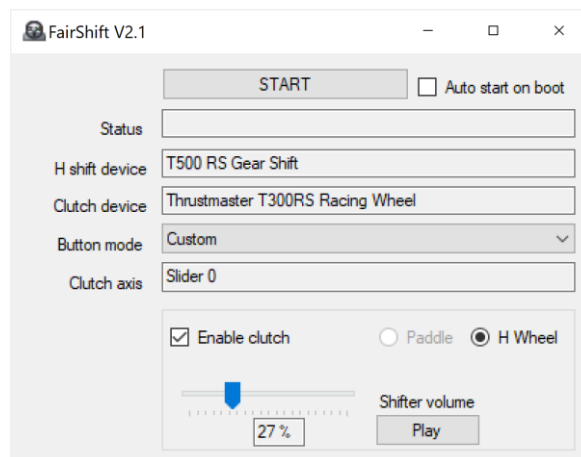 FairShift V2.1
START
Auto start on boot
Status
H shift device T500 RS Gear Shift
Clutch device Thrustmaster T300RS Racing Wheel
Button mode Custom
Clutch axis Slider 0
Enable clutch Paddle H Wheel
Shifter volume
27 % Play